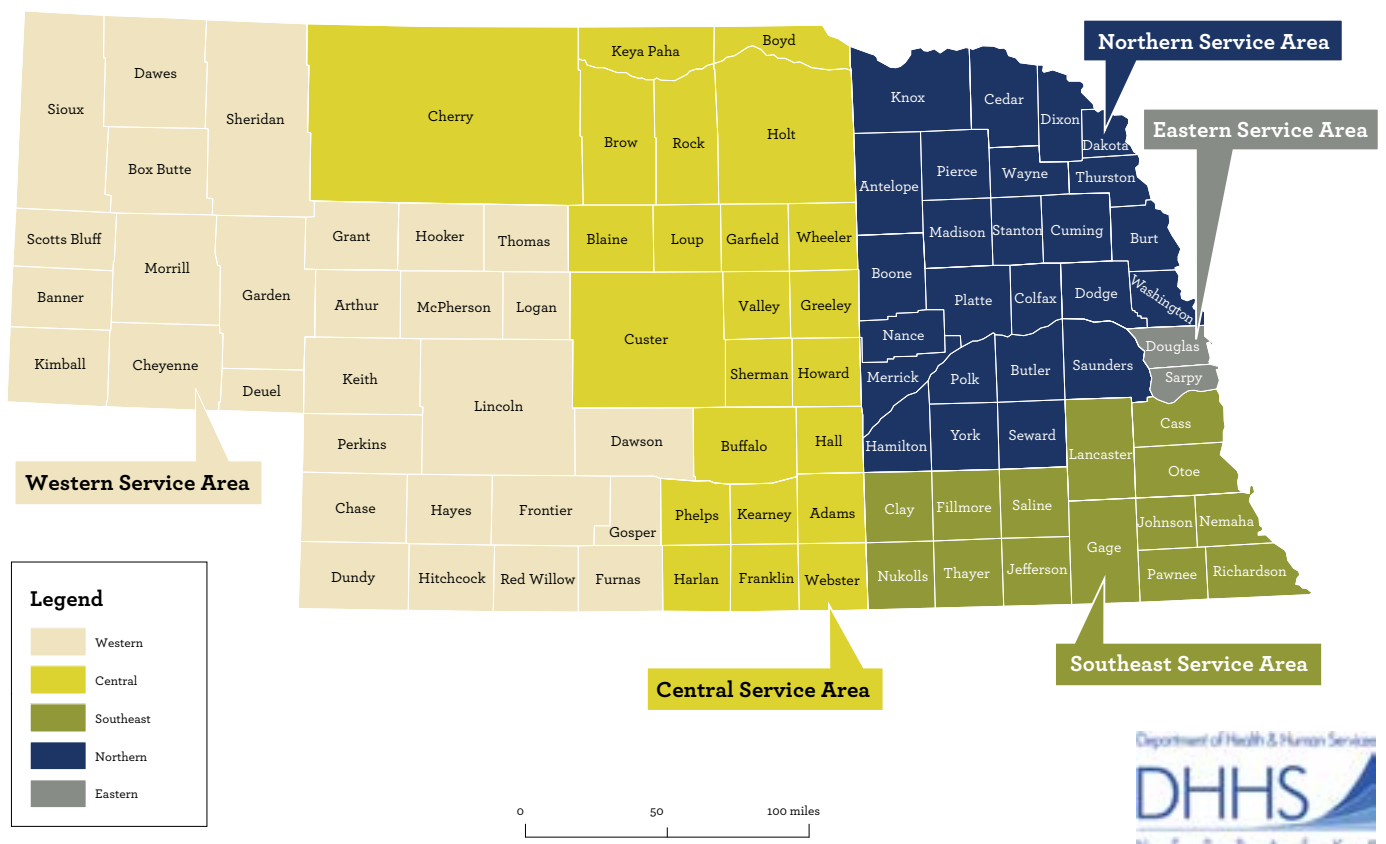 Northern Service Area
Eastern Service Area
Sioux
Dawes
Box Butte
Sheridan
Scotts Bluff
Banner
Kimball
Morrill
Cheyenne
Garden
Deuel
Cherry
Keya Paha
Boyd
Brow
Rock
Holt
Grant
Hooker
Thomas
Blaine
Loup
Garfield
Wheeler
Arthur
McPherson
Logan
Custer
Valley
Greeley
Sherman
Howard
Keith
Lincoln
Perkins
Dawson
Buffalo
Hall
Chase
Hayes
Frontier
Gosper
Phelps
Kearney
Adams
Dundy
Hitchcock
Red Willow
Furnas
Harlan
Franklin
Webster
Knox
Cedar
Dixon
Dakota
Antelope
Pierce
Wayne
Thurston
Madison
Stanton
Cuming
Burt
Boone
Platte
Colfax
Dodge
Washington
Nance
Merrick
Polk
Butler
Saunders
Douglas
Sarpy
Hamilton
York
Seward
Lancaster
Cass
Otoe
Clay
Fillmore
Saline
Gage
Johnson
Nemaha
Nukolls
Thayer
Jefferson
Pawnee
Richardson
Western Service Area
Central Service Area
Southeast Service Area
Legend
Western
Central
Southeast
Northern
Eastern
0 50 100 miles
Department of Health & Human Services
DHHS